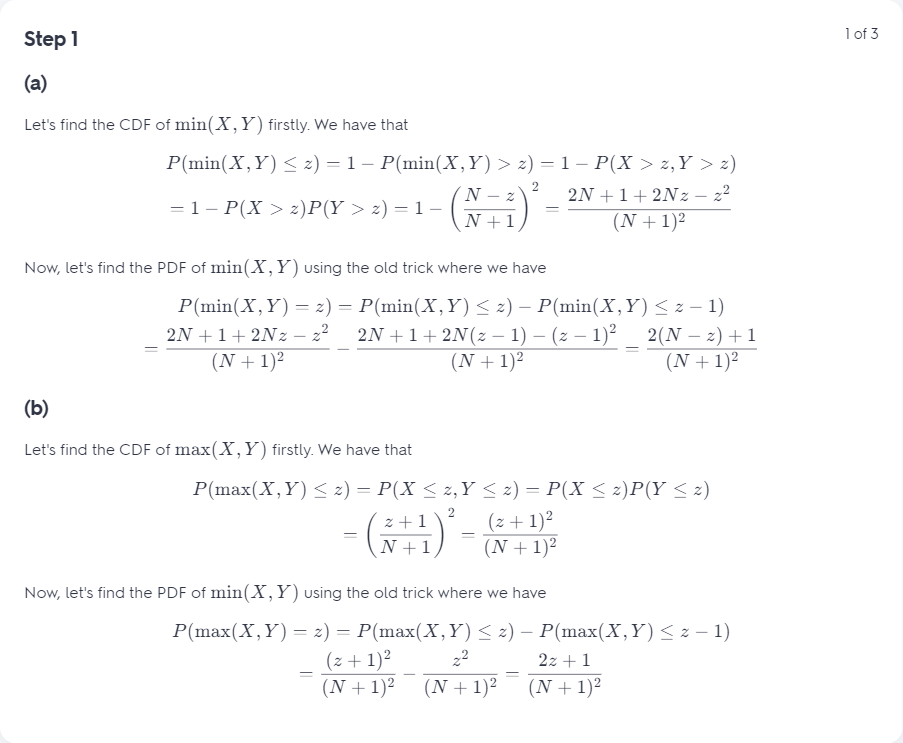 Step 1
1 of 3
(a)
Let's find the CDF of min(X, Y) firstly. We have that
P(min(X, Y) ≤ z) = 1 − P(min(X, Y) > z) = 1 − P(X > z, Y > z)
= 1 − P(X > z)P(Y > z) = 1 − ((N − z)/(N + 1))² = (2N + 1 + 2Nz − z²)/(N + 1)²
Now, let's find the PDF of min(X, Y) using the old trick where we have
P(min(X, Y) = z) = P(min(X, Y) ≤ z) − P(min(X, Y) ≤ z − 1)
= (2N + 1 + 2Nz − z²)/(N + 1)² − (2N + 1 + 2N(z − 1) − (z − 1)²)/(N + 1)² = (2(N − z) + 1)/(N + 1)²
(b)
Let's find the CDF of max(X, Y) firstly. We have that
P(max(X, Y) ≤ z) = P(X ≤ z, Y ≤ z) = P(X ≤ z)P(Y ≤ z)
= ((z + 1)/(N + 1))² = (z + 1)²/(N + 1)²
Now, let's find the PDF of min(X, Y) using the old trick where we have
P(max(X, Y) = z) = P(max(X, Y) ≤ z) − P(max(X, Y) ≤ z − 1)
= (z + 1)²/(N + 1)² − z²/(N + 1)² = (2z + 1)/(N + 1)²